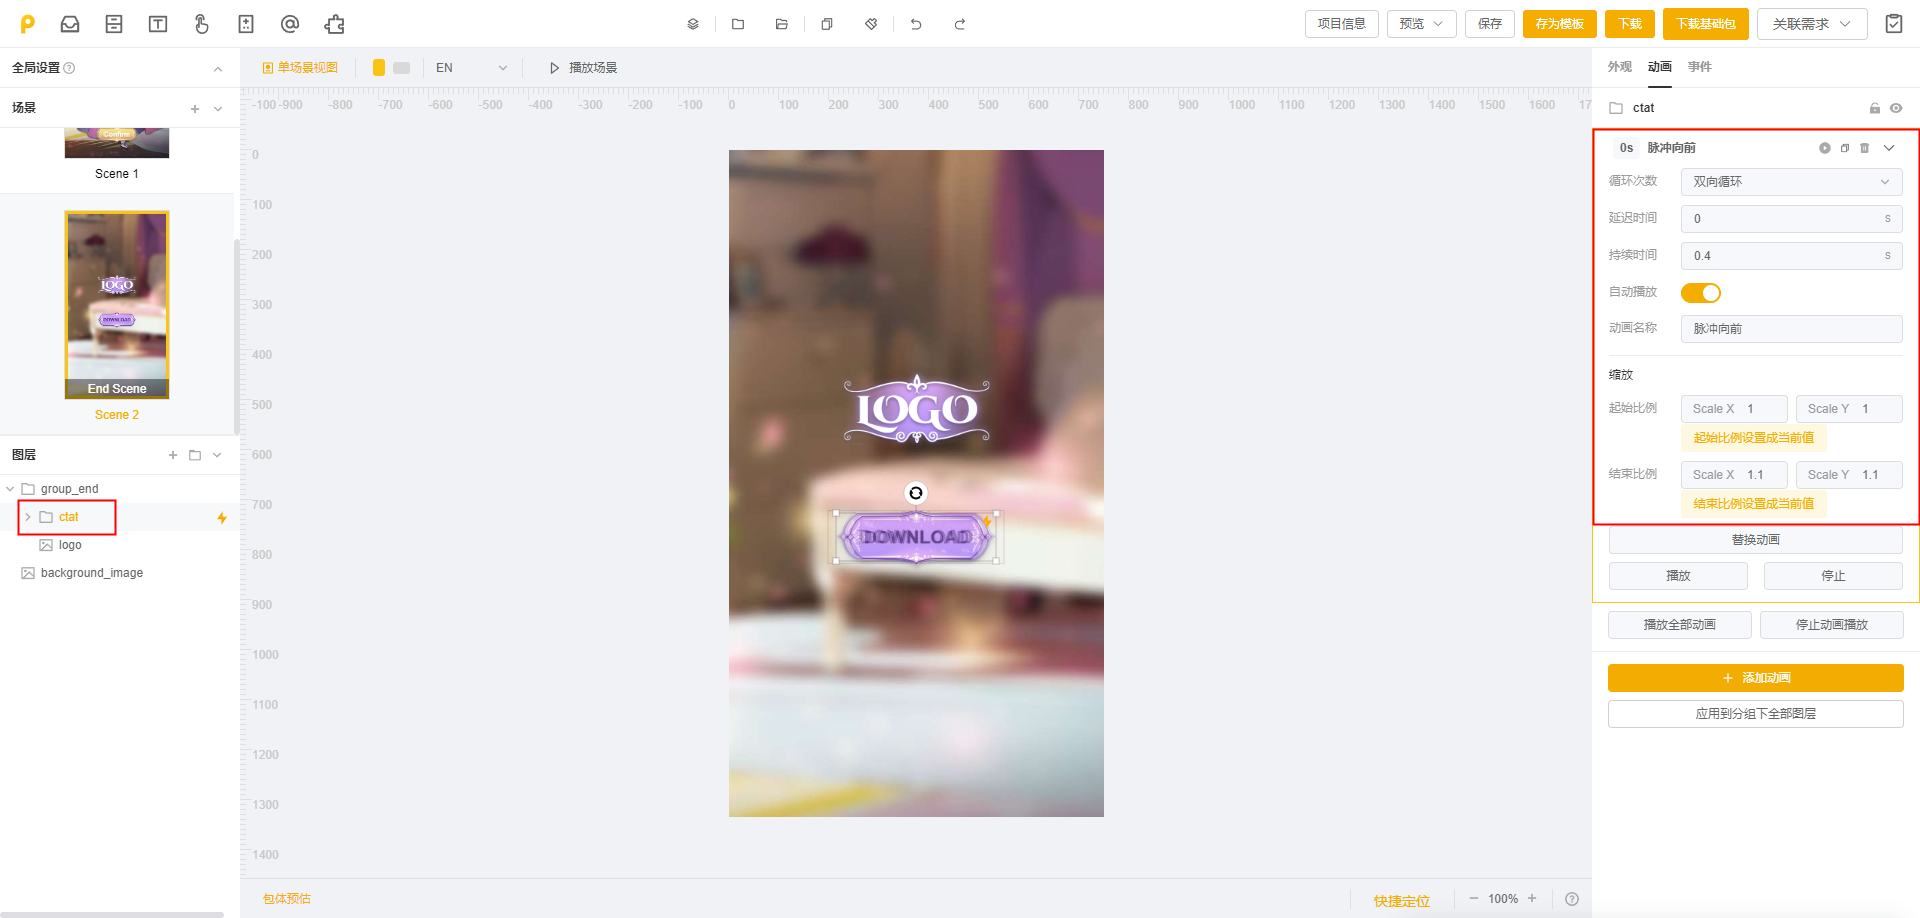 项目信息
预览
保存
存为模板
下载
下载基础包
关联需求
全局设置
单场景视图
EN
播放场景
外观 动画 事件
场景
-100 -900 -800 -700 -600 -500 -400 -300 -200 -100 0 100 200 300 400 500 600 700 800 900 1000 1100 1200 1300 1400 1500 1600 17
ctat
Confirm
Scene 1
0
100
200
300
400
500
600
700
800
900
1000
1100
1200
1300
1400
LOGO
DOWNLOAD
End Scene
Scene 2
图层
group_end
ctat
logo
background_image
LOGO
DOWNLOAD
0s 脉冲向前
循环次数 双向循环
延迟时间 0 s
持续时间 0.4 s
自动播放
动画名称 脉冲向前
缩放
起始比例 Scale X 1 Scale Y 1
起始比例设置成当前值
结束比例 Scale X 1.1 Scale Y 1.1
结束比例设置成当前值
替换动画
播放 停止
播放全部动画 停止动画播放
+ 添加动画
应用到分组下全部图层
包体预估
快捷定位
100%